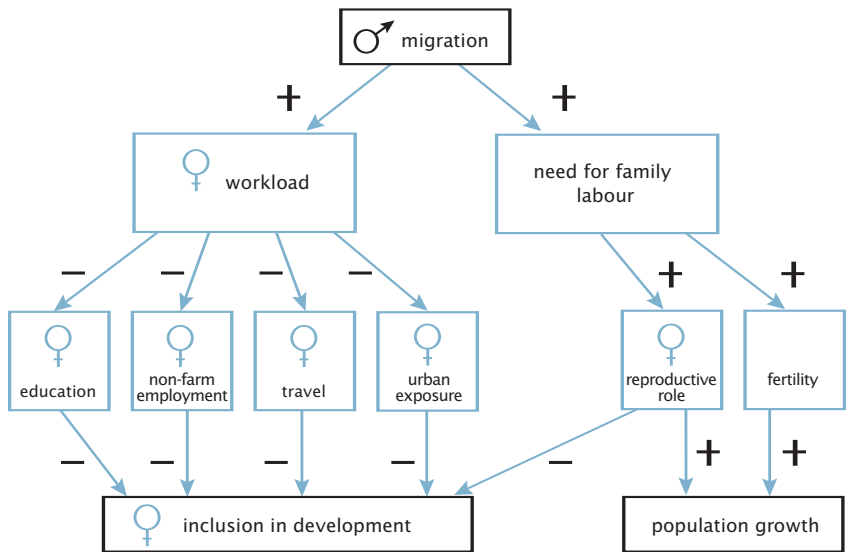 ♂ migration
+
+
♀ workload
need for family
labour
−
−
−
−
+
+
♀
education
♀
non-farm
employment
♀
travel
♀
urban
exposure
♀
reproductive
role
fertility
−
−
−
−
−
+
+
♀ inclusion in development
population growth